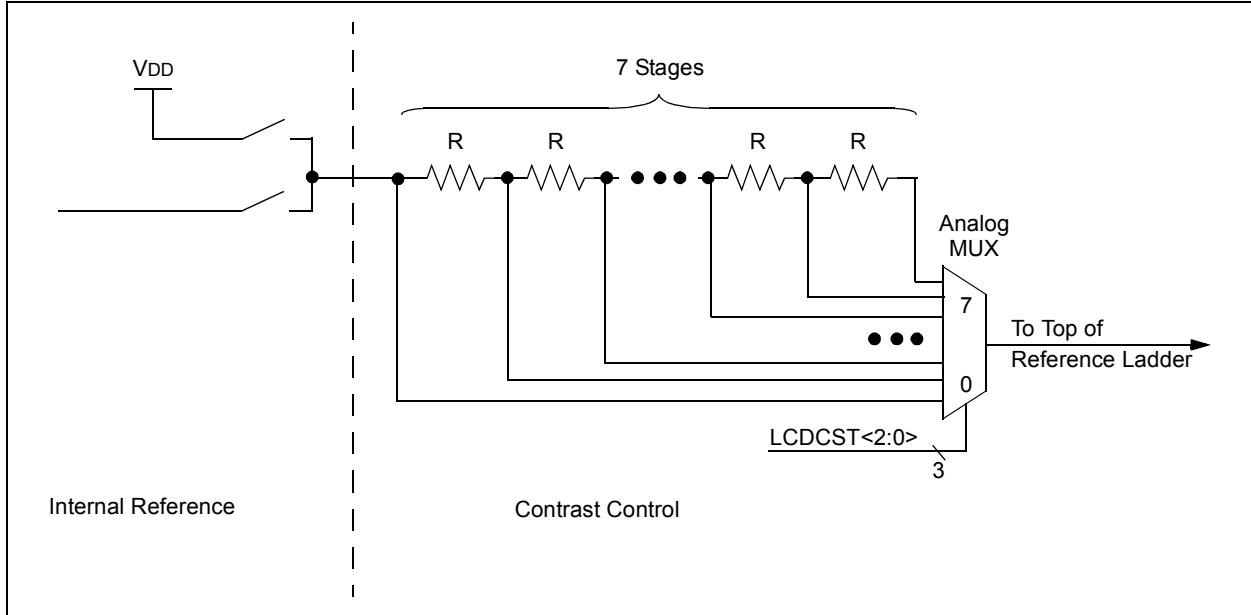 VDD
7 Stages
R
R
R
R
Analog
MUX
7
0
To Top of
Reference Ladder
LCDCST<2:0>
3
Internal Reference
Contrast Control